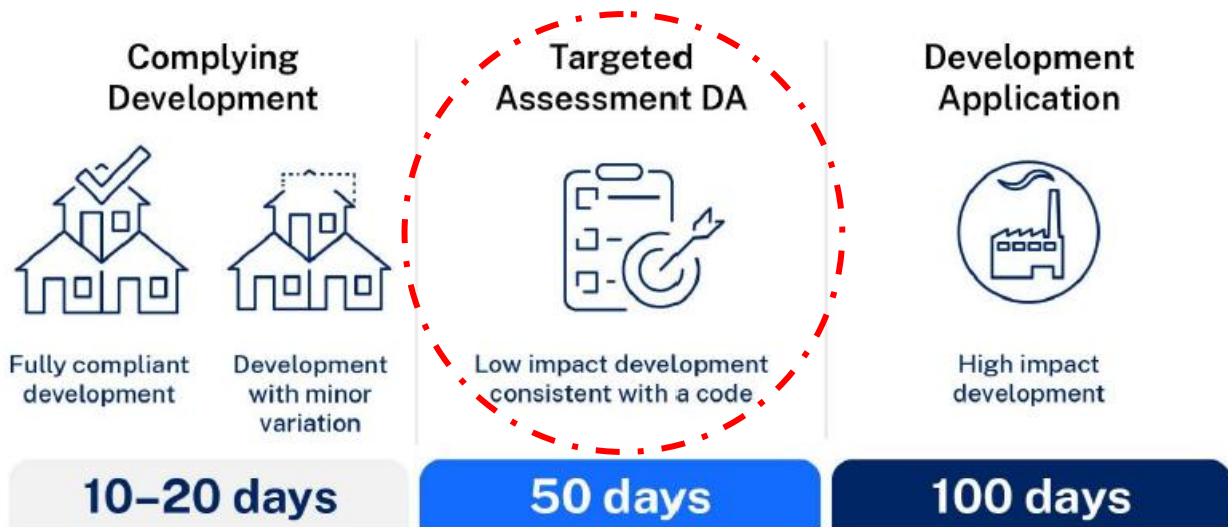 Complying
Development
Fully compliant
development
Development
with minor
variation
10–20 days
Targeted
Assessment DA
Low impact development
consistent with a code
50 days
Development
Application
High impact
development
100 days